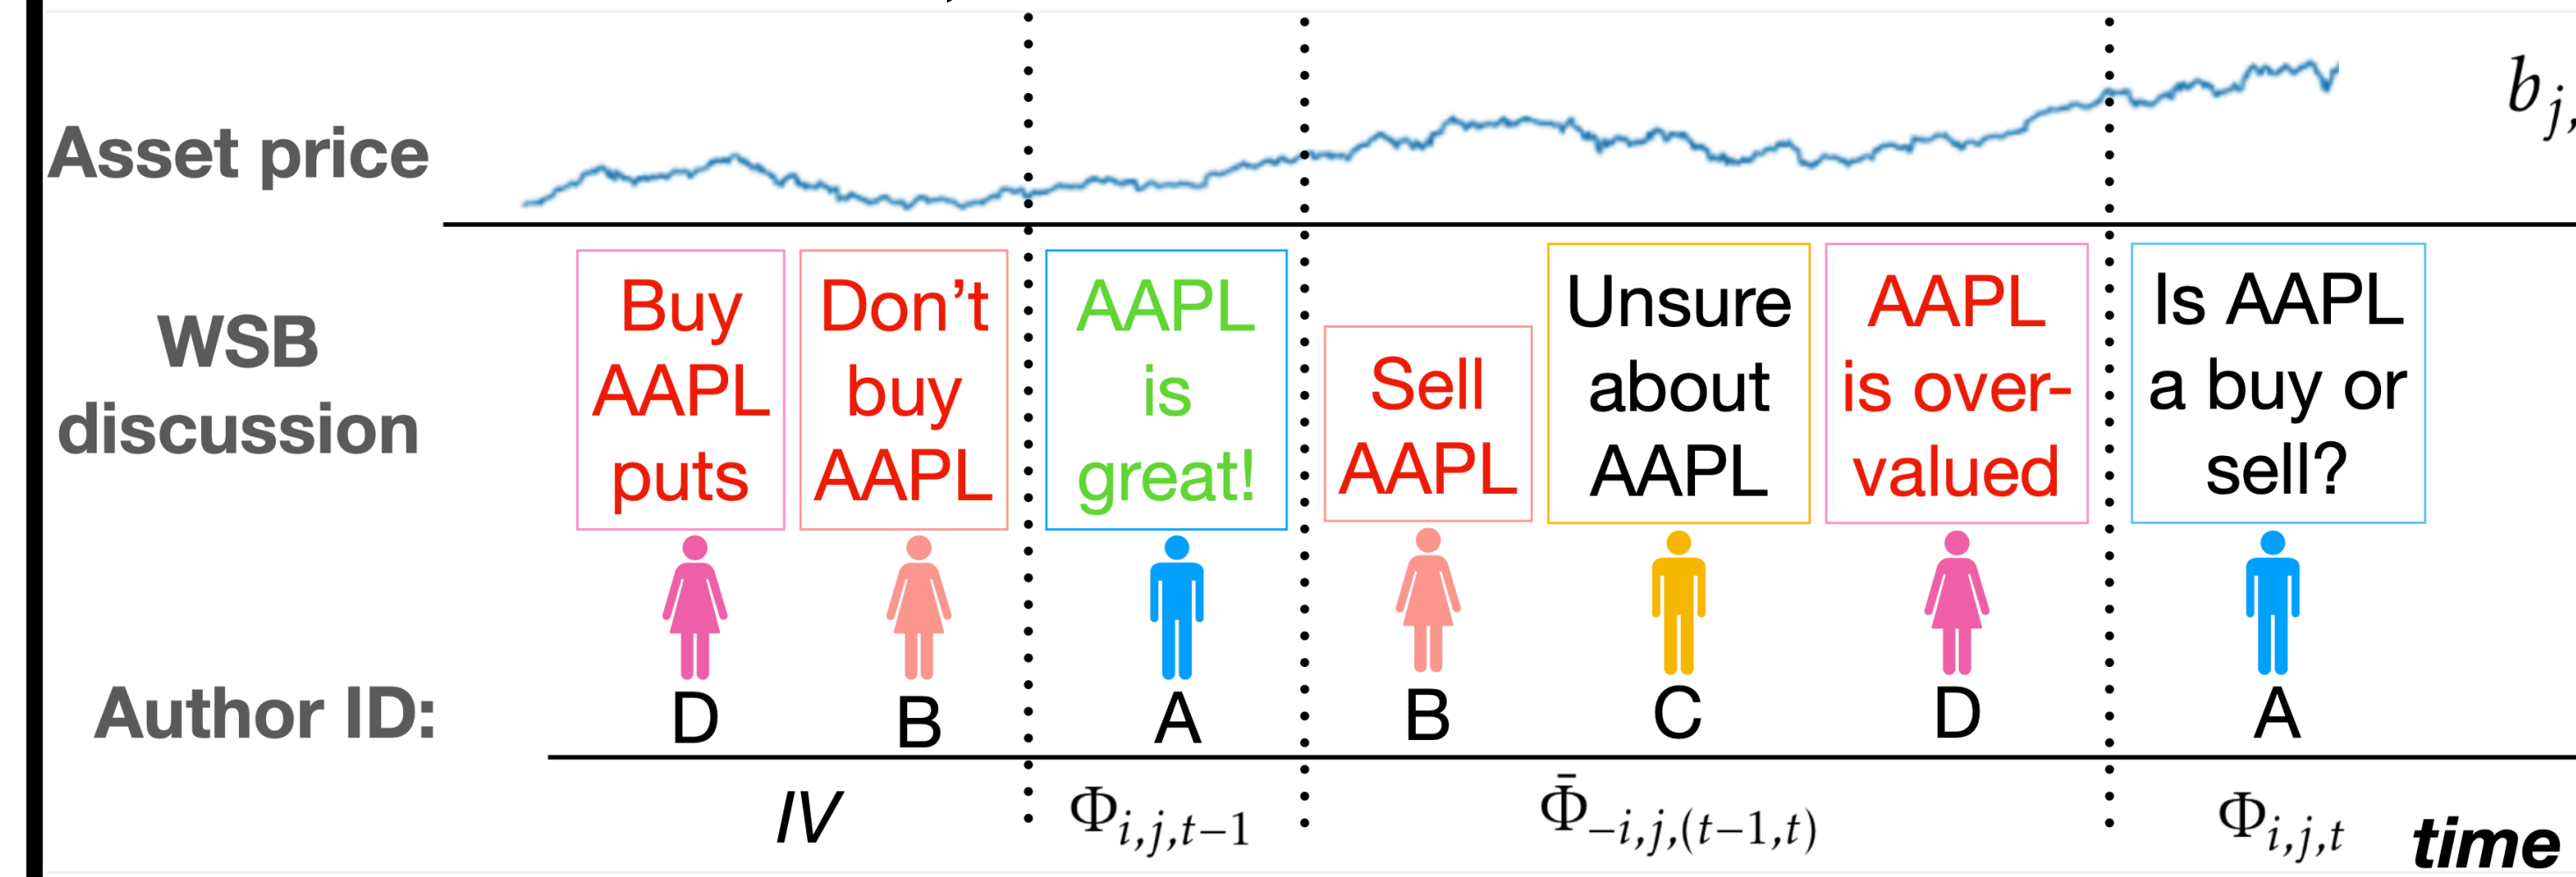 Asset price
b_{j,
WSB
discussion
Buy
AAPL
puts
Don't
buy
AAPL
AAPL
is
great!
Sell
AAPL
Unsure
about
AAPL
AAPL
is over-
valued
Is AAPL
a buy or
sell?
Author ID:
D
B
A
B
C
D
A
IV
Φ_{i,j,t−1}
Φ̄_{−i,j,(t−1,t)}
Φ_{i,j,t}
time